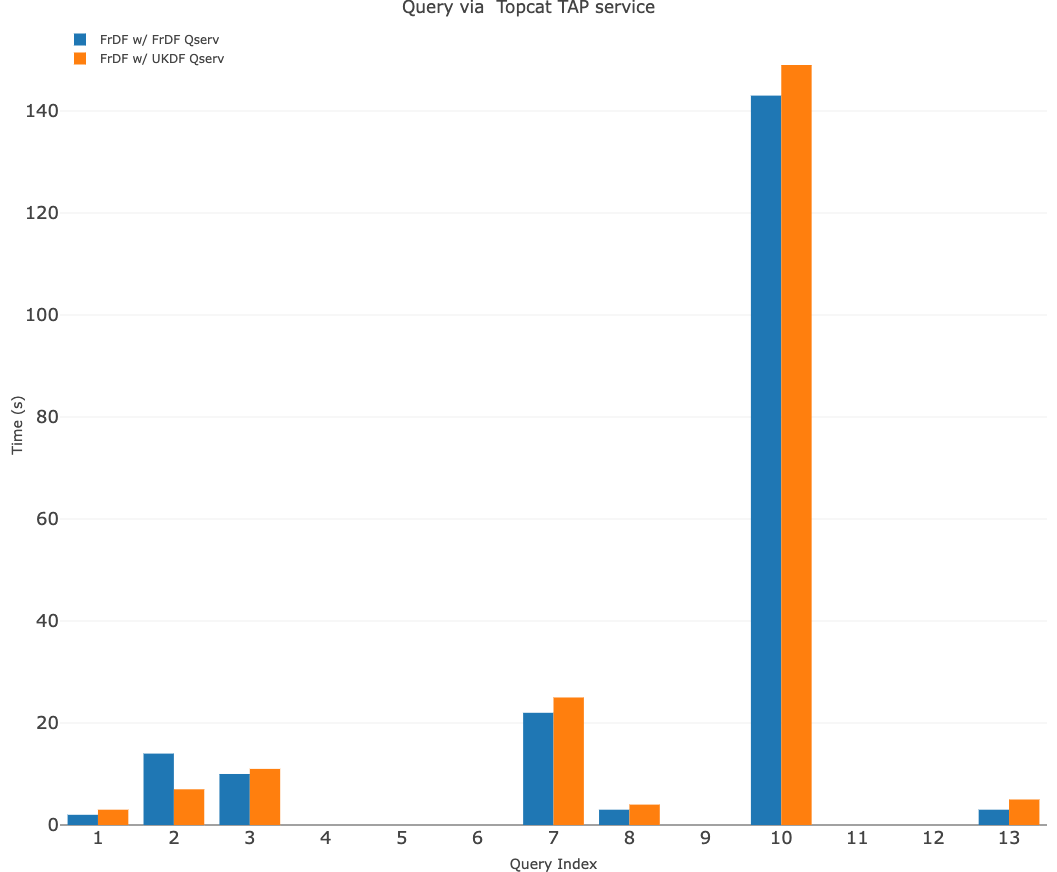 Query via  Topcat TAP service
FrDF w/ FrDF Qserv
FrDF w/ UKDF Qserv
140
120
100
80
60
40
20
0
Time (s)
1 2 3 4 5 6 7 8 9 10 11 12 13
Query Index